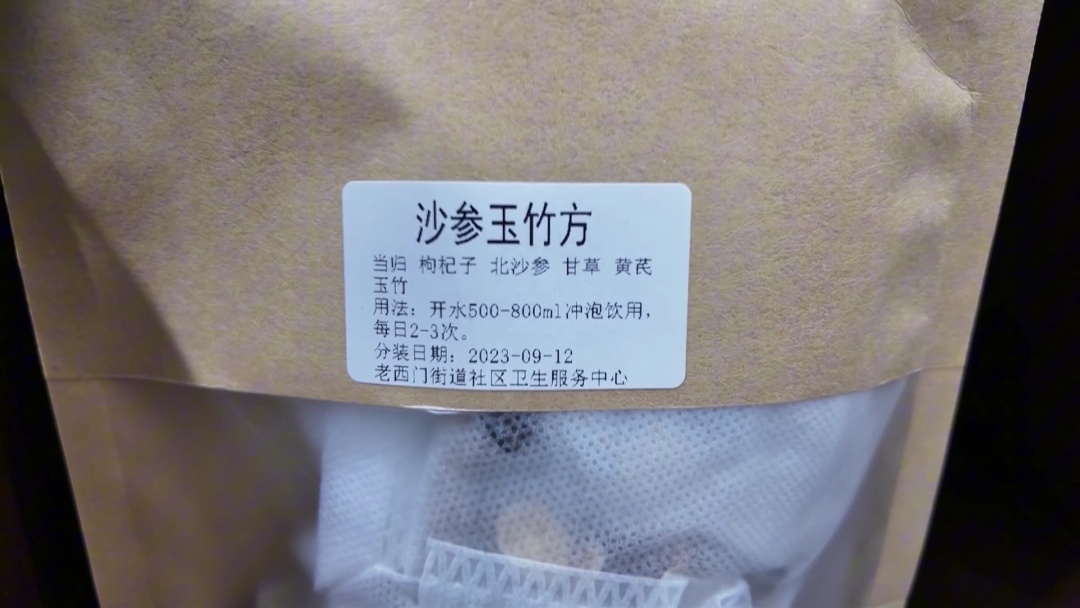 沙参玉竹方
当归 枸杞子 北沙参 甘草 黄芪
玉竹
用法：开水500-800ml冲泡饮用，
每日2-3次。
分装日期：2023-09-12
老西门街道社区卫生服务中心